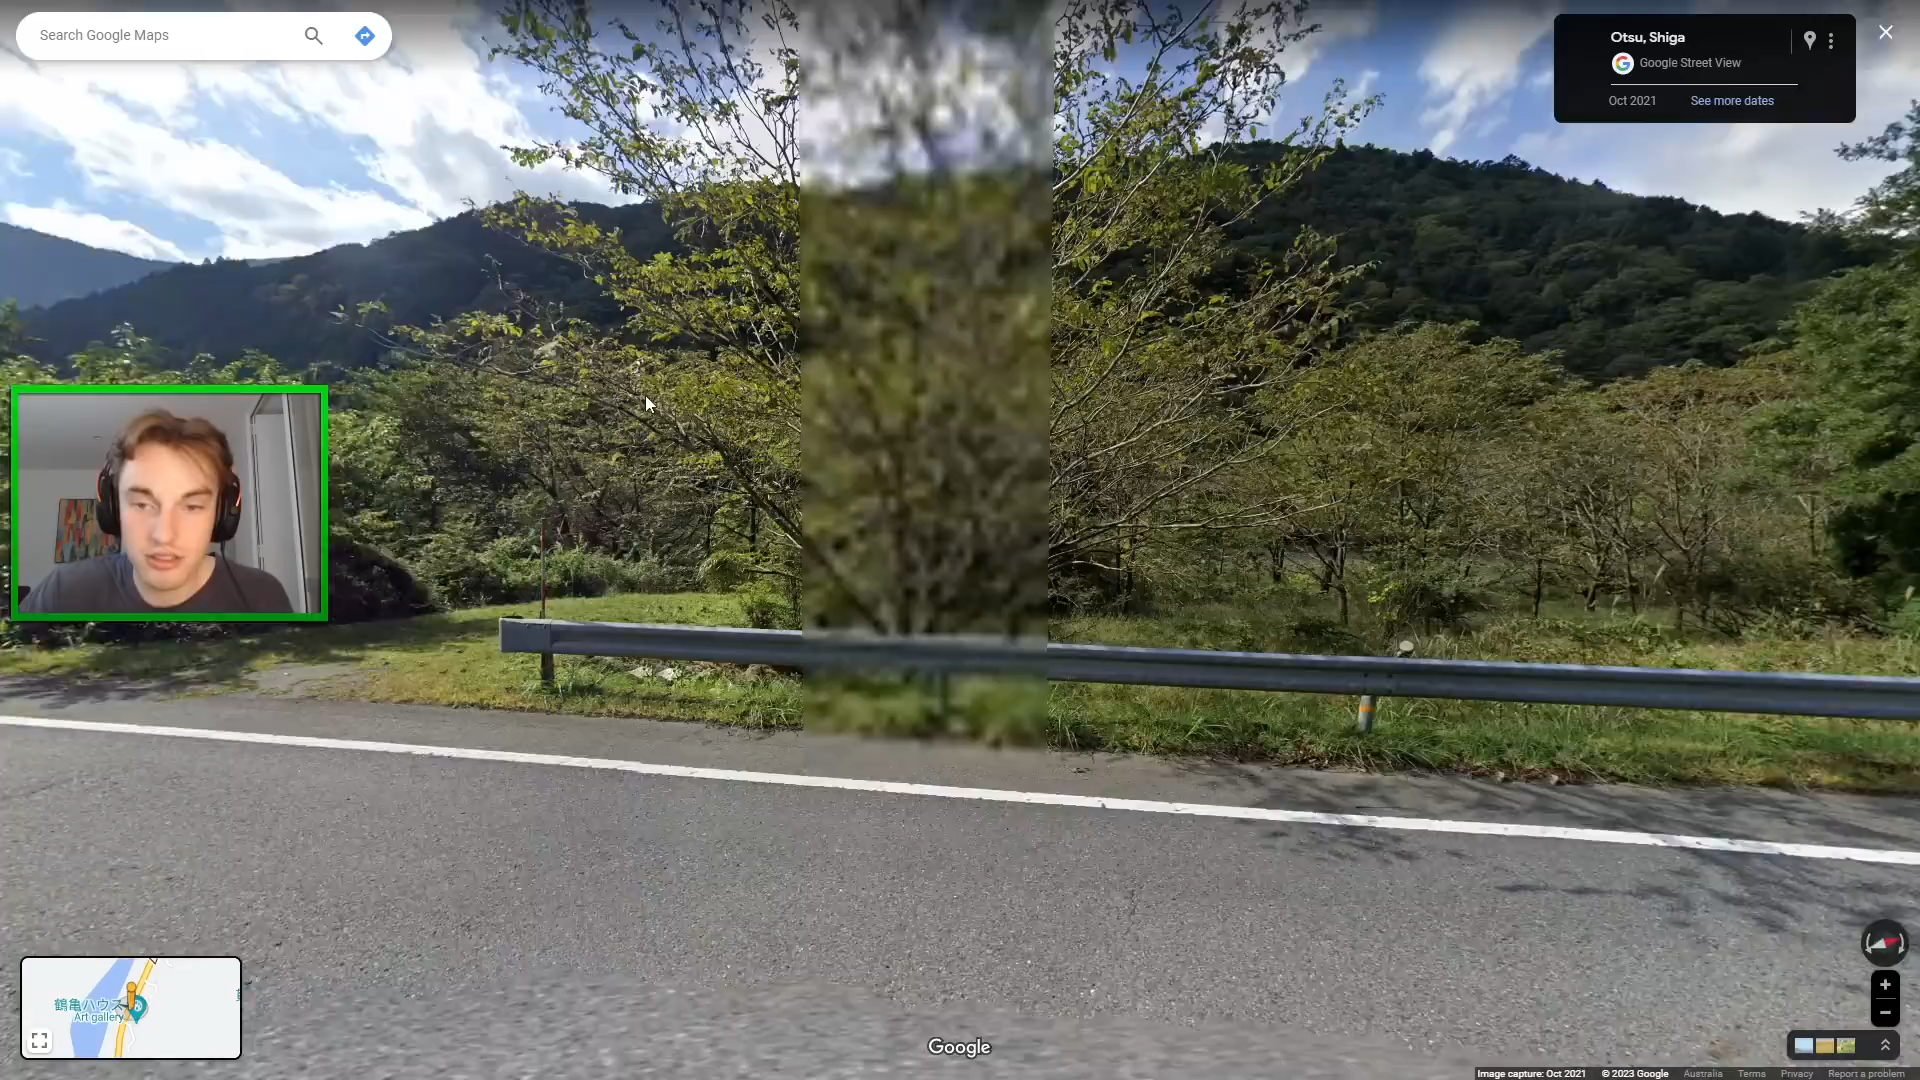 Search Google Maps
Otsu, Shiga
Google Street View
Oct 2021
See more dates
鶴亀ハウス
Art gallery
Google
Image capture: Oct 2021
© 2023 Google
Australia
Terms
Privacy
Report a problem